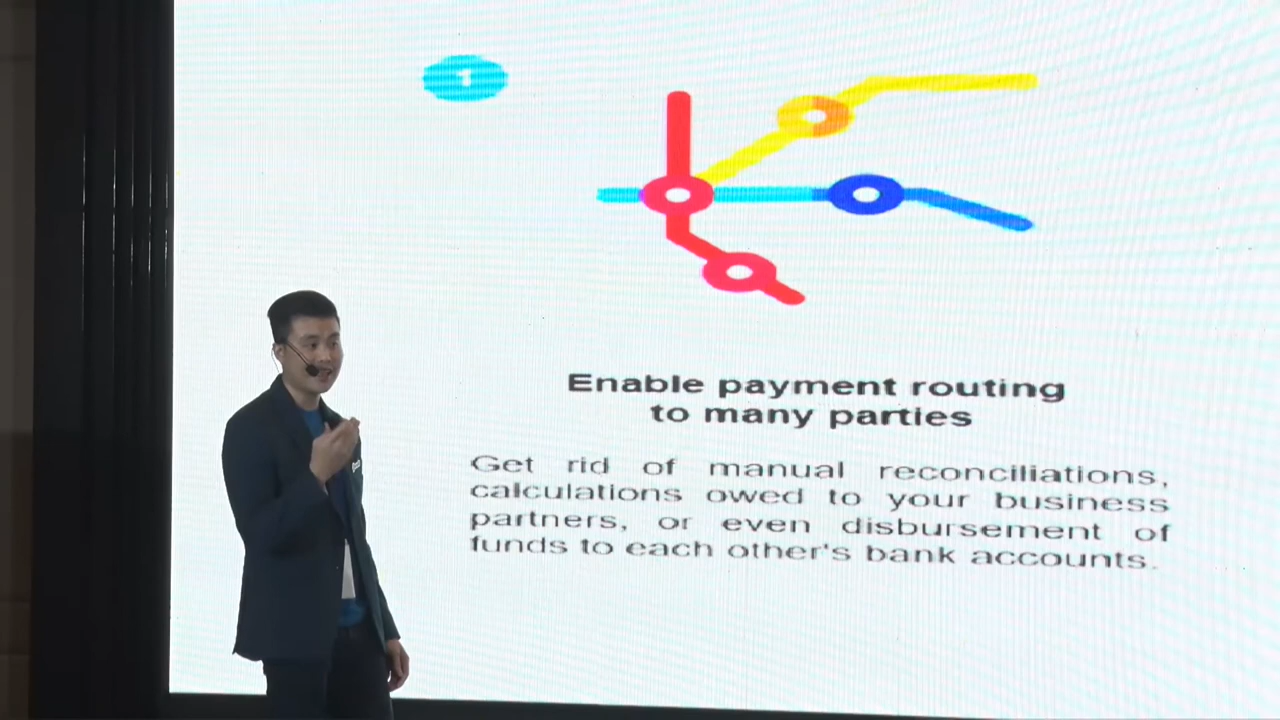 1
Enable payment routing
to many parties
Get rid of manual reconciliations,
calculations owed to your business
partners, or even disbursement of
funds to each other's bank accounts.